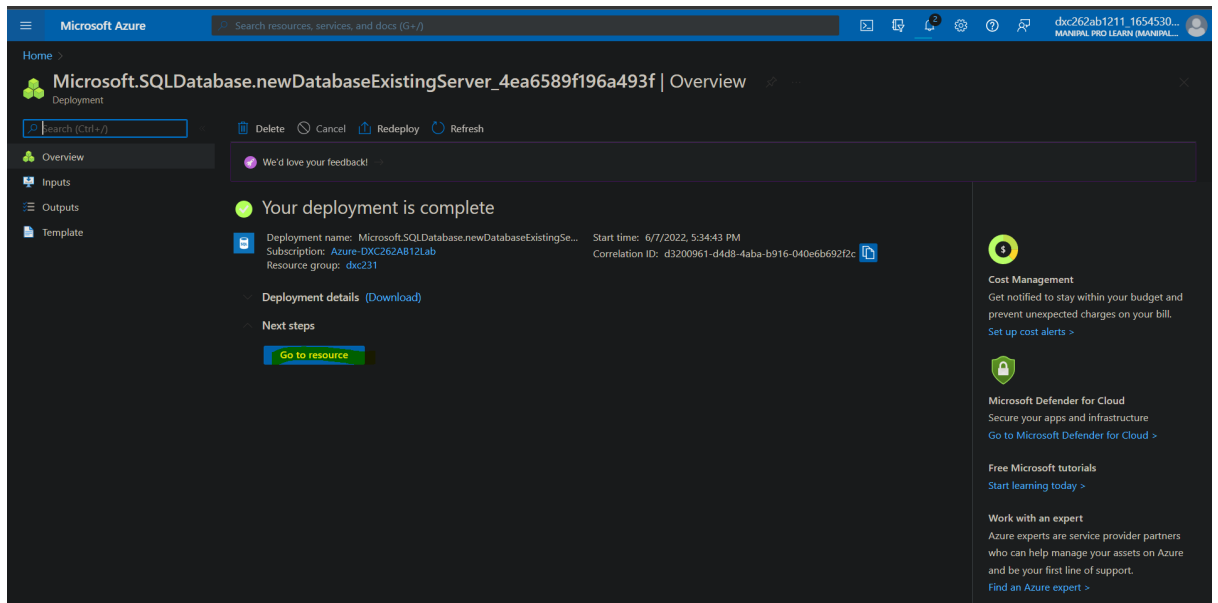 Microsoft Azure
Search resources, services, and docs (G+/)
2
dxc262ab1211_1654530...
MANIPAL PRO LEARN (MANIPAL...
Home >
Microsoft.SQLDatabase.newDatabaseExistingServer_4ea6589f196a493f | Overview
Deployment
Search (Ctrl+/)
Delete Cancel Redeploy Refresh
Overview
Inputs
Outputs
Template
We'd love your feedback!
Your deployment is complete
Deployment name: Microsoft.SQLDatabase.newDatabaseExistingSe...
Subscription: Azure-DXC262AB12Lab
Resource group: dxc231
Start time: 6/7/2022, 5:34:43 PM
Correlation ID: d3200961-d4d8-4aba-b916-040e6b692f2c
Deployment details (Download)
Next steps
Go to resource
Cost Management
Get notified to stay within your budget and
prevent unexpected charges on your bill.
Set up cost alerts >
Microsoft Defender for Cloud
Secure your apps and infrastructure
Go to Microsoft Defender for Cloud >
Free Microsoft tutorials
Start learning today >
Work with an expert
Azure experts are service provider partners
who can help manage your assets on Azure
and be your first line of support.
Find an Azure expert >